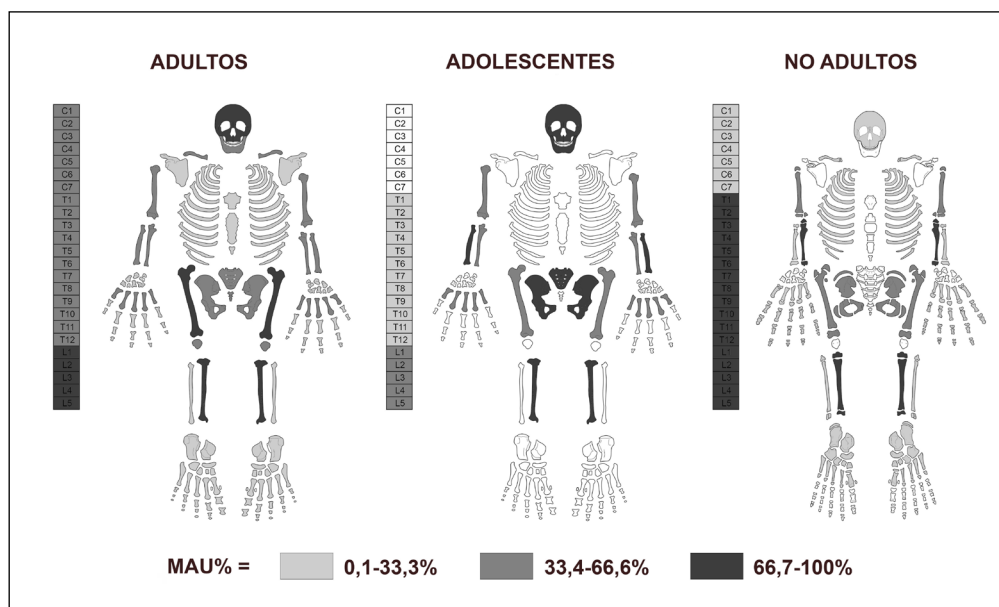 ADULTOS
ADOLESCENTES
NO ADULTOS
C1
C2
C3
C4
C5
C6
C7
T1
T2
T3
T4
T5
T6
T7
T8
T9
T10
T11
T12
L1
L2
L3
L4
L5
C1
C2
C3
C4
C5
C6
C7
T1
T2
T3
T4
T5
T6
T7
T8
T9
T10
T11
T12
L1
L2
L3
L4
L5
C1
C2
C3
C4
C5
C6
C7
T1
T2
T3
T4
T5
T6
T7
T8
T9
T10
T11
T12
L1
L2
L3
L4
L5
MAU% = 0,1-33,3% 33,4-66,6% 66,7-100%